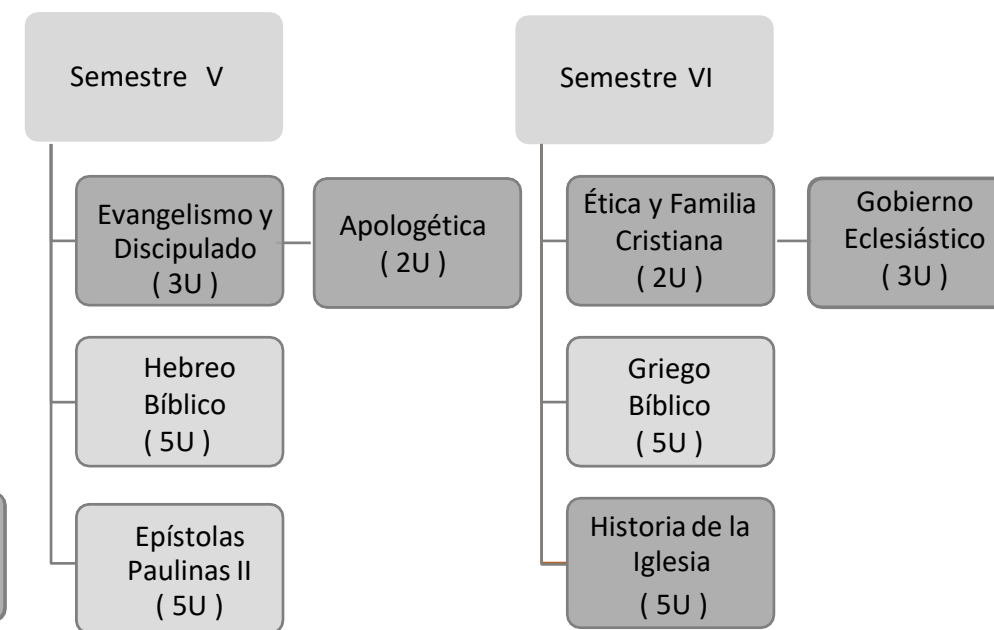 Semestre V
Evangelismo y
Discipulado
( 3U )
Apologética
( 2U )
Hebreo
Bíblico
( 5U )
Epístolas
Paulinas II
( 5U )
Semestre VI
Ética y Familia
Cristiana
( 2U )
Gobierno
Eclesiástico
( 3U )
Griego
Bíblico
( 5U )
Historia de la
Iglesia
( 5U )